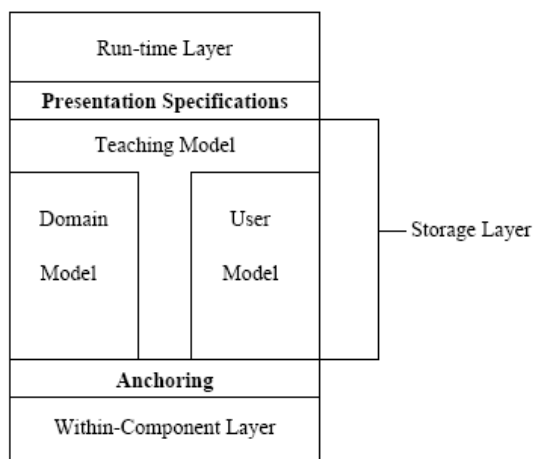 Run-time Layer
Presentation Specifications
Teaching Model
Domain
Model
User
Model
Storage Layer
Anchoring
Within-Component Layer